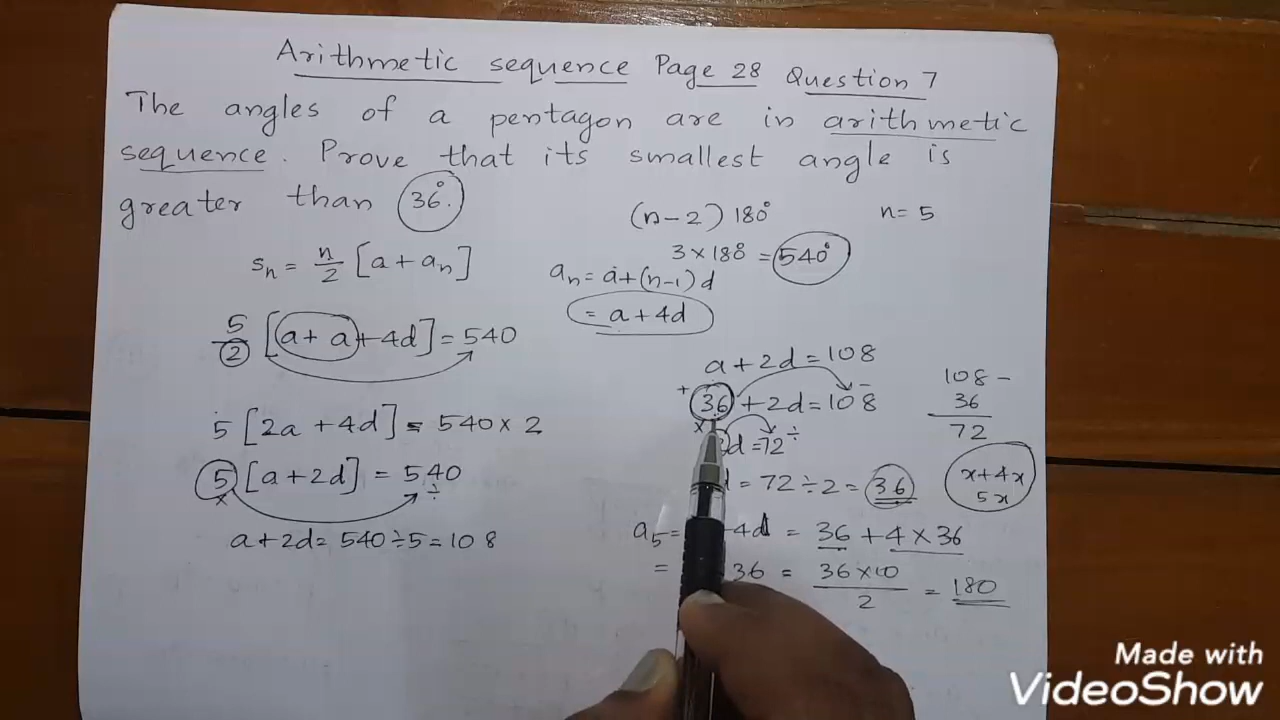 Arithmetic sequence Page 28 Question 7
The angles of a pentagon are in arithmetic
sequence. Prove that its smallest angle is
greater than 36°.
(n-2) 180° n = 5
3 × 180 = 540°
Sn = n/2 [a + an]
an = a + (n-1) d
= a + 4d
5/2 [a + a + 4d] = 540
5 [2a + 4d] = 540 × 2
5 [a + 2d] = 540 ÷
×
a + 2d = 540 ÷ 5 = 108
a + 2d = 108
+ 36 + 2d = 108 -
× d = 72 ÷
= 72 ÷ 2 = 36
108 -
36
72
x + 4x
5x
a5 = 4d = 36 + 4 × 36
= 36 = 36 × 10 / 2 = 180
Made with
VideoShow